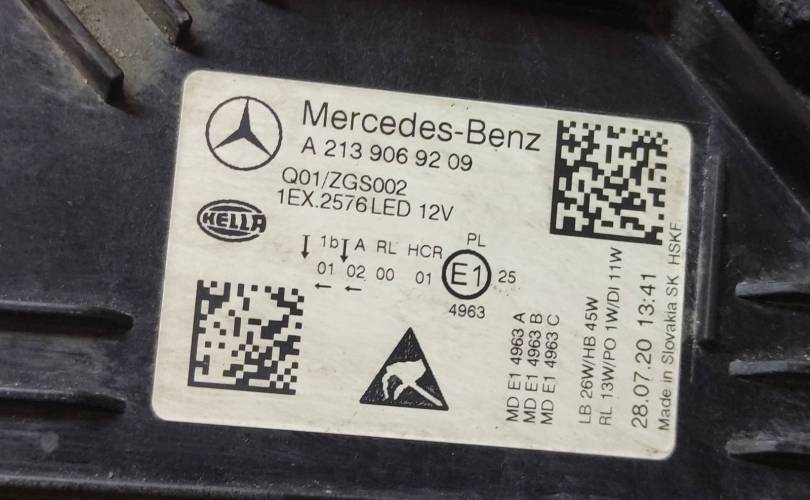 Mercedes-Benz
A 213 906 92 09
Q01/ZGS002
1EX.2576 LED 12V
HELLA
1b A RL HCR PL
01 02 00 01 E1 25
4963
MD E1 4963 A
MD E1 4963 B
MD E1 4963 C
LB 26W/HB 45W
RL 13W/PO 1W/DI 11W
28.07.20 13:41
Made in Slovakia SK HSKF